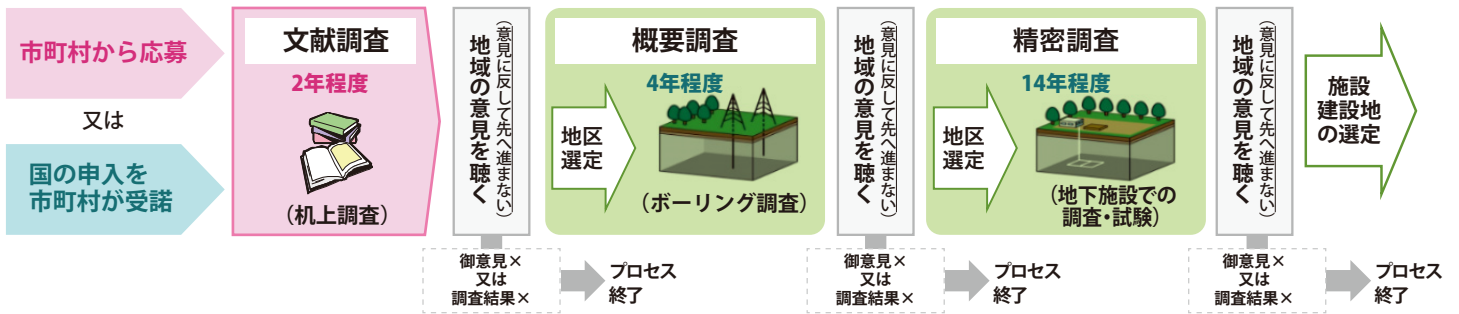 市町村から応募
又は
国の申入を
市町村が受諾
文献調査
2年程度
(机上調査)
地域の意見を聴く
(意見に反して先へ進まない)
御意見×
又は
調査結果×
プロセス
終了
概要調査
4年程度
地区
選定
(ボーリング調査)
地域の意見を聴く
(意見に反して先へ進まない)
御意見×
又は
調査結果×
プロセス
終了
精密調査
14年程度
地区
選定
(地下施設での
調査・試験)
地域の意見を聴く
(意見に反して先へ進まない)
御意見×
又は
調査結果×
プロセス
終了
施設
建設地
の選定